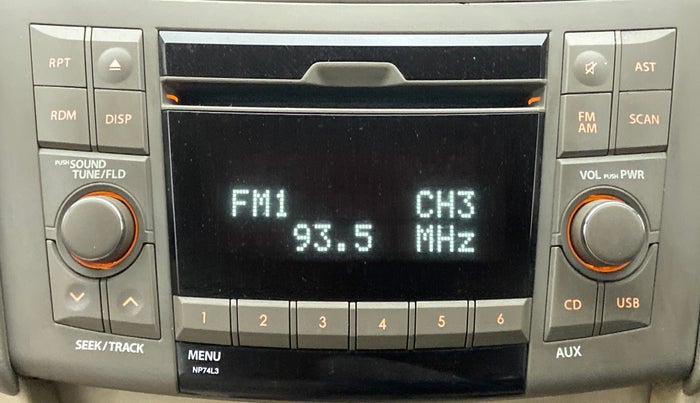 RPT
AST
RDM
DISP
FM
AM
SCAN
PUSH SOUND
TUNE/FLD
VOL PUSH PWR
FM1 CH3
93.5 MHz
CD
USB
1 2 3 4 5 6
SEEK/TRACK
MENU
AUX
NP74L3